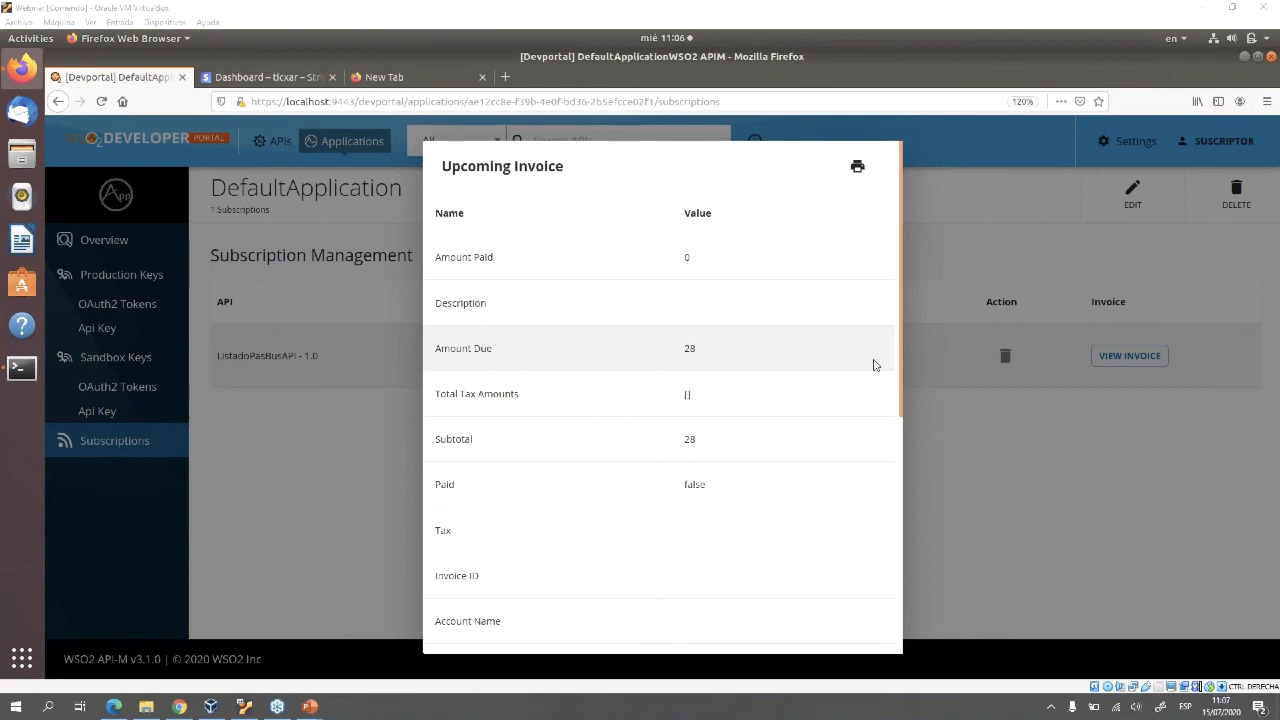 Webinar [Corriendo] - Oracle VM VirtualBox
Archivo Máquina Ver Entrada Dispositivos Ayuda
Activities Firefox Web Browser mié 11:06 en
[Devportal] DefaultApplicationWSO2 APIM - Mozilla Firefox
[Devportal] DefaultAppl Dashboard – ticxar – Stri New Tab
https://localhost:9443/devportal/applications/ae12cc8e-f39b-4e0f-bd36-2b5efcce02f1/subscriptions 120%
WSO2 DEVELOPER PORTAL APIs Applications All Search APIs Settings SUSCRIPTOR
App DefaultApplication
1 Subscriptions
EDIT DELETE
Overview
Production Keys
OAuth2 Tokens
Api Key
Sandbox Keys
OAuth2 Tokens
Api Key
Subscriptions
Subscription Management
API Action Invoice
ListadoPasBusAPI - 1.0 VIEW INVOICE
Upcoming Invoice
Name Value
Amount Paid 0
Description
Amount Due 28
Total Tax Amounts []
Subtotal 28
Paid false
Tax
Invoice ID
Account Name
WSO2 API-M v3.1.0 | © 2020 WSO2 Inc
CTRL DERECHA
ESP 11:07
15/07/2020